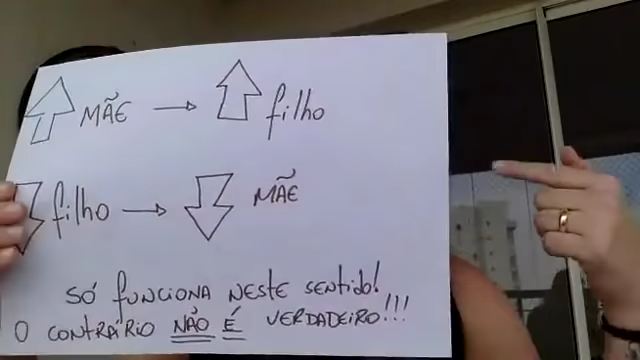 MÃE → filho
filho → MÃE
SÓ FUNCIONA NESTE SENTIDO!
O CONTRÁRIO NÃO É VERDADEIRO!!!